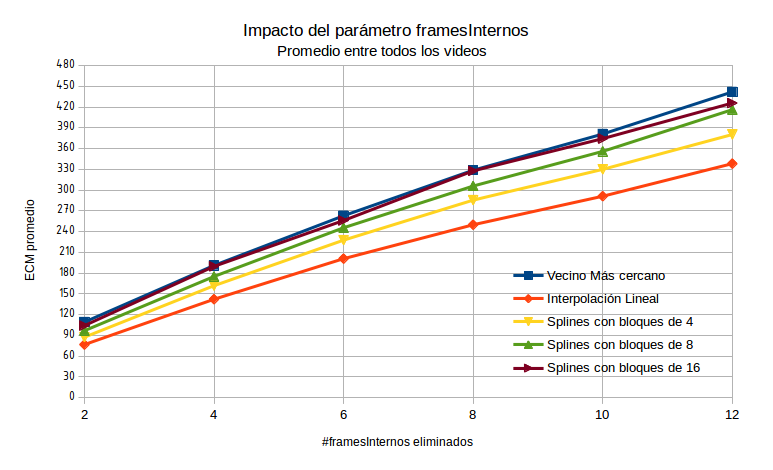 Impacto del parámetro framesInternos
Promedio entre todos los videos
480
450
420
390
360
330
300
270
240
210
180
150
120
90
60
30
0
ECM promedio
Vecino Más cercano
Interpolación Lineal
Splines con bloques de 4
Splines con bloques de 8
Splines con bloques de 16
2 4 6 8 10 12
#framesInternos eliminados